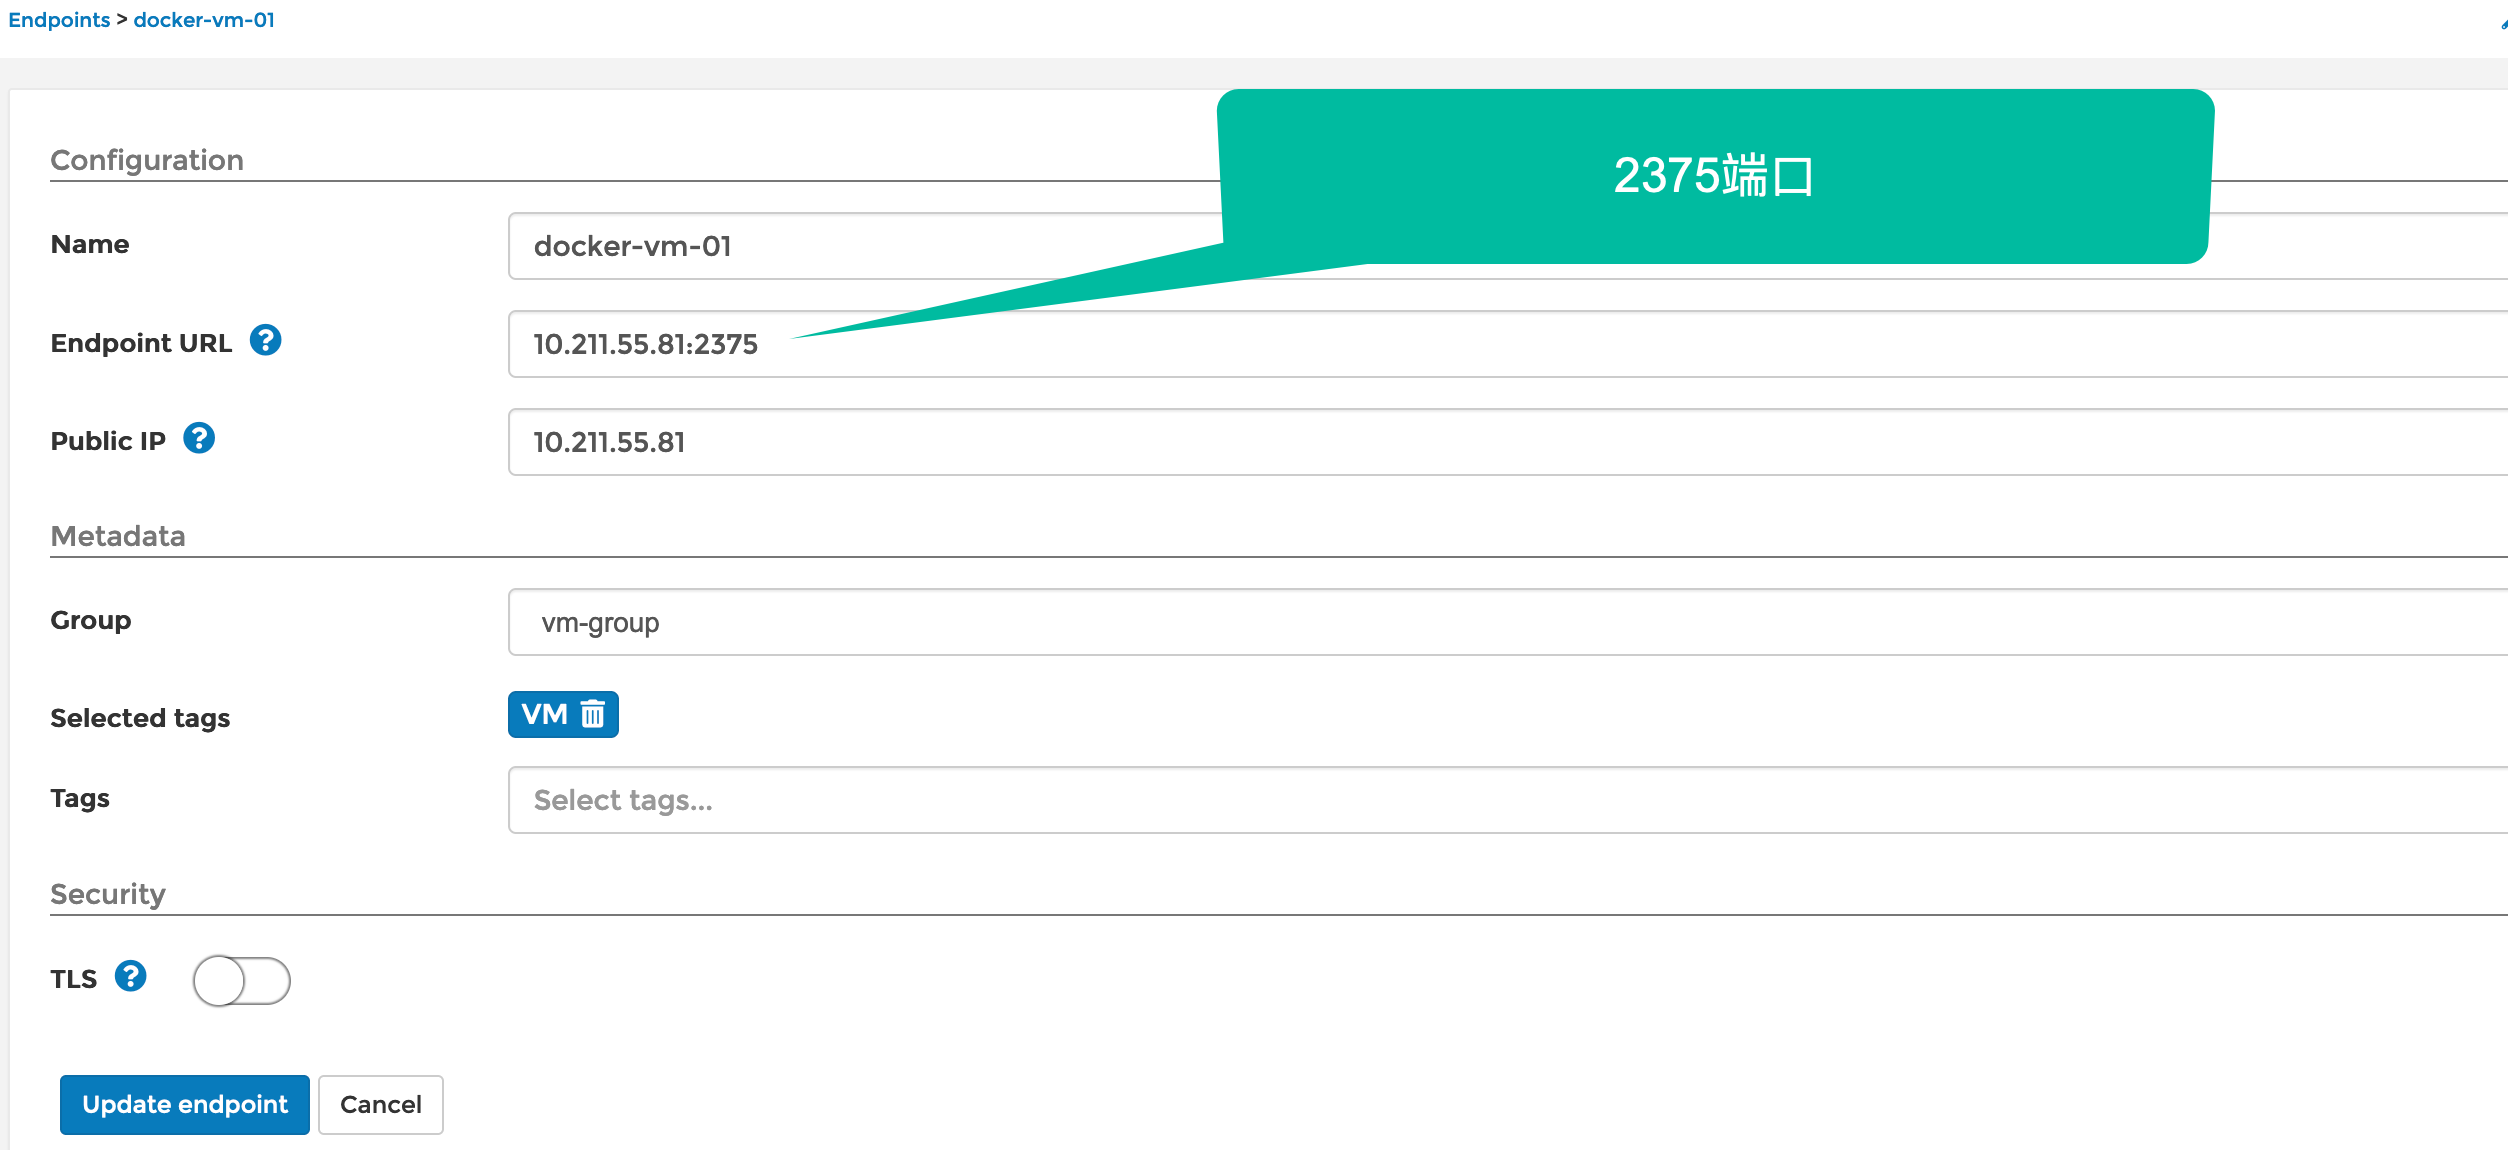 Endpoints > docker-vm-01
2375端口
Configuration
Name
docker-vm-01
Endpoint URL
10.211.55.81:2375
Public IP
10.211.55.81
Metadata
Group
vm-group
Selected tags
VM
Tags
Select tags...
Security
TLS
Update endpoint
Cancel